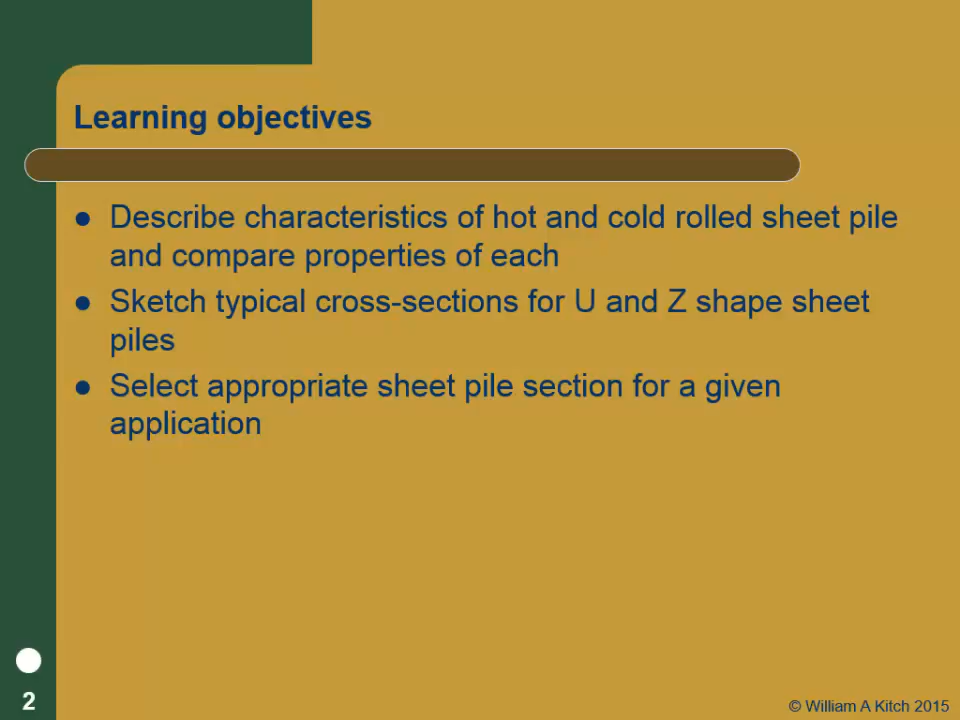 Learning objectives
Describe characteristics of hot and cold rolled sheet pile
and compare properties of each
Sketch typical cross-sections for U and Z shape sheet
piles
Select appropriate sheet pile section for a given
application
2
© William A Kitch 2015